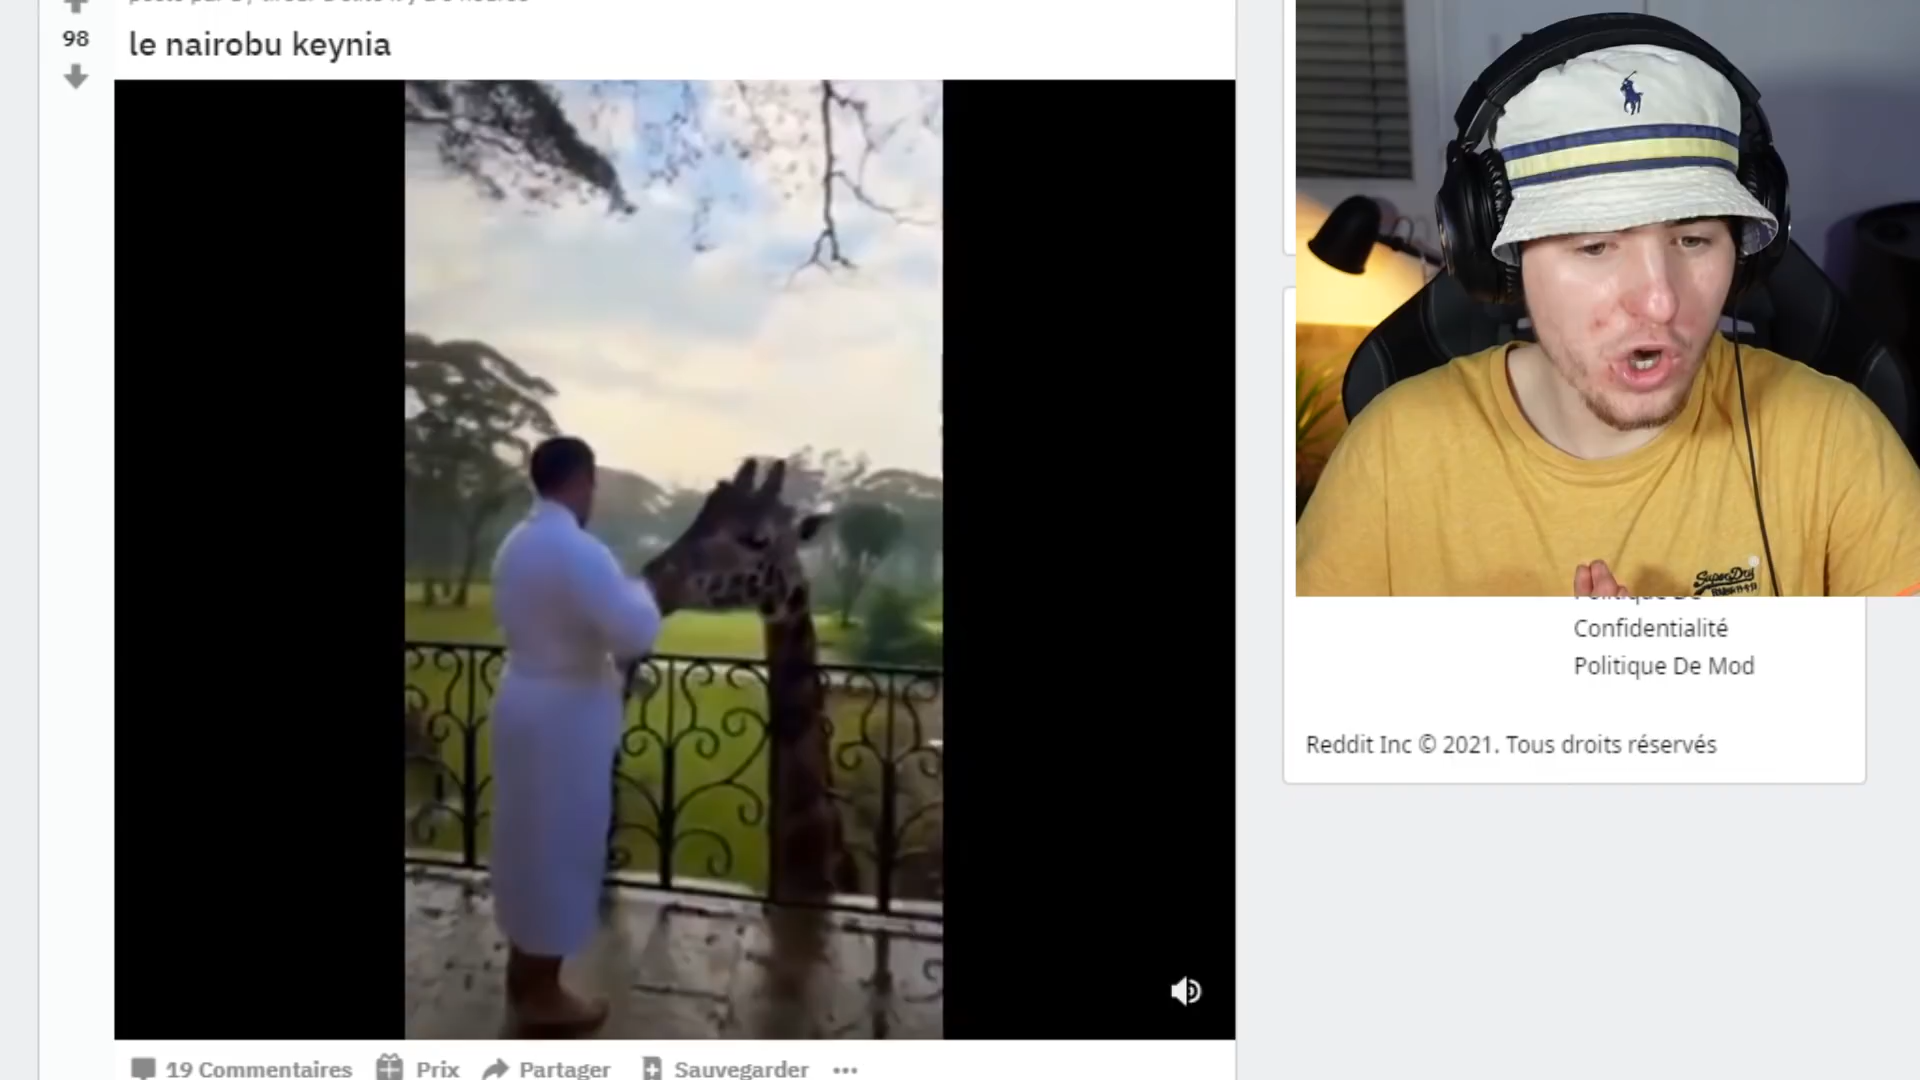 98
le nairobu keynia
19 Commentaires
Prix
Partager
Sauvegarder
Confidentialité
Politique De Mod
Reddit Inc © 2021. Tous droits réservés
SuperDry